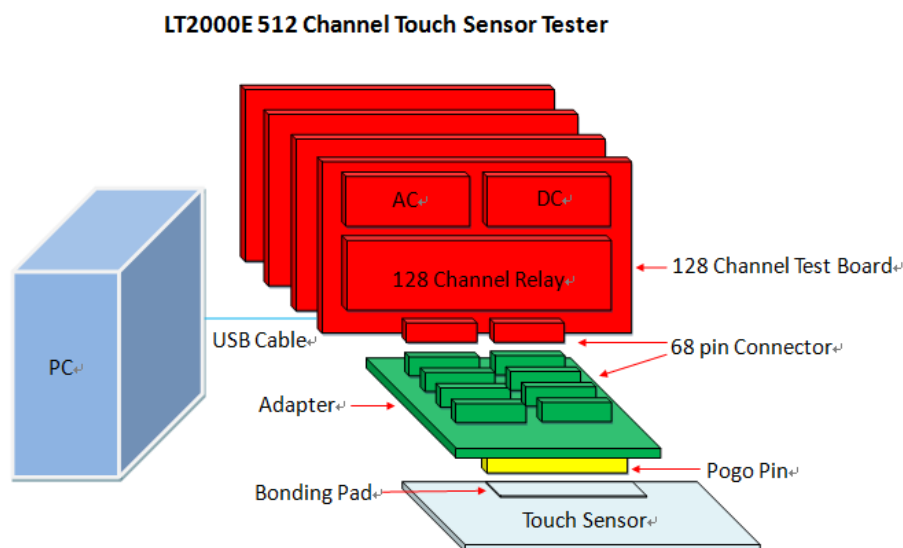 LT2000E 512 Channel Touch Sensor Tester
AC
DC
128 Channel Relay
128 Channel Test Board
USB Cable
68 pin Connector
PC
Adapter
Pogo Pin
Bonding Pad
Touch Sensor